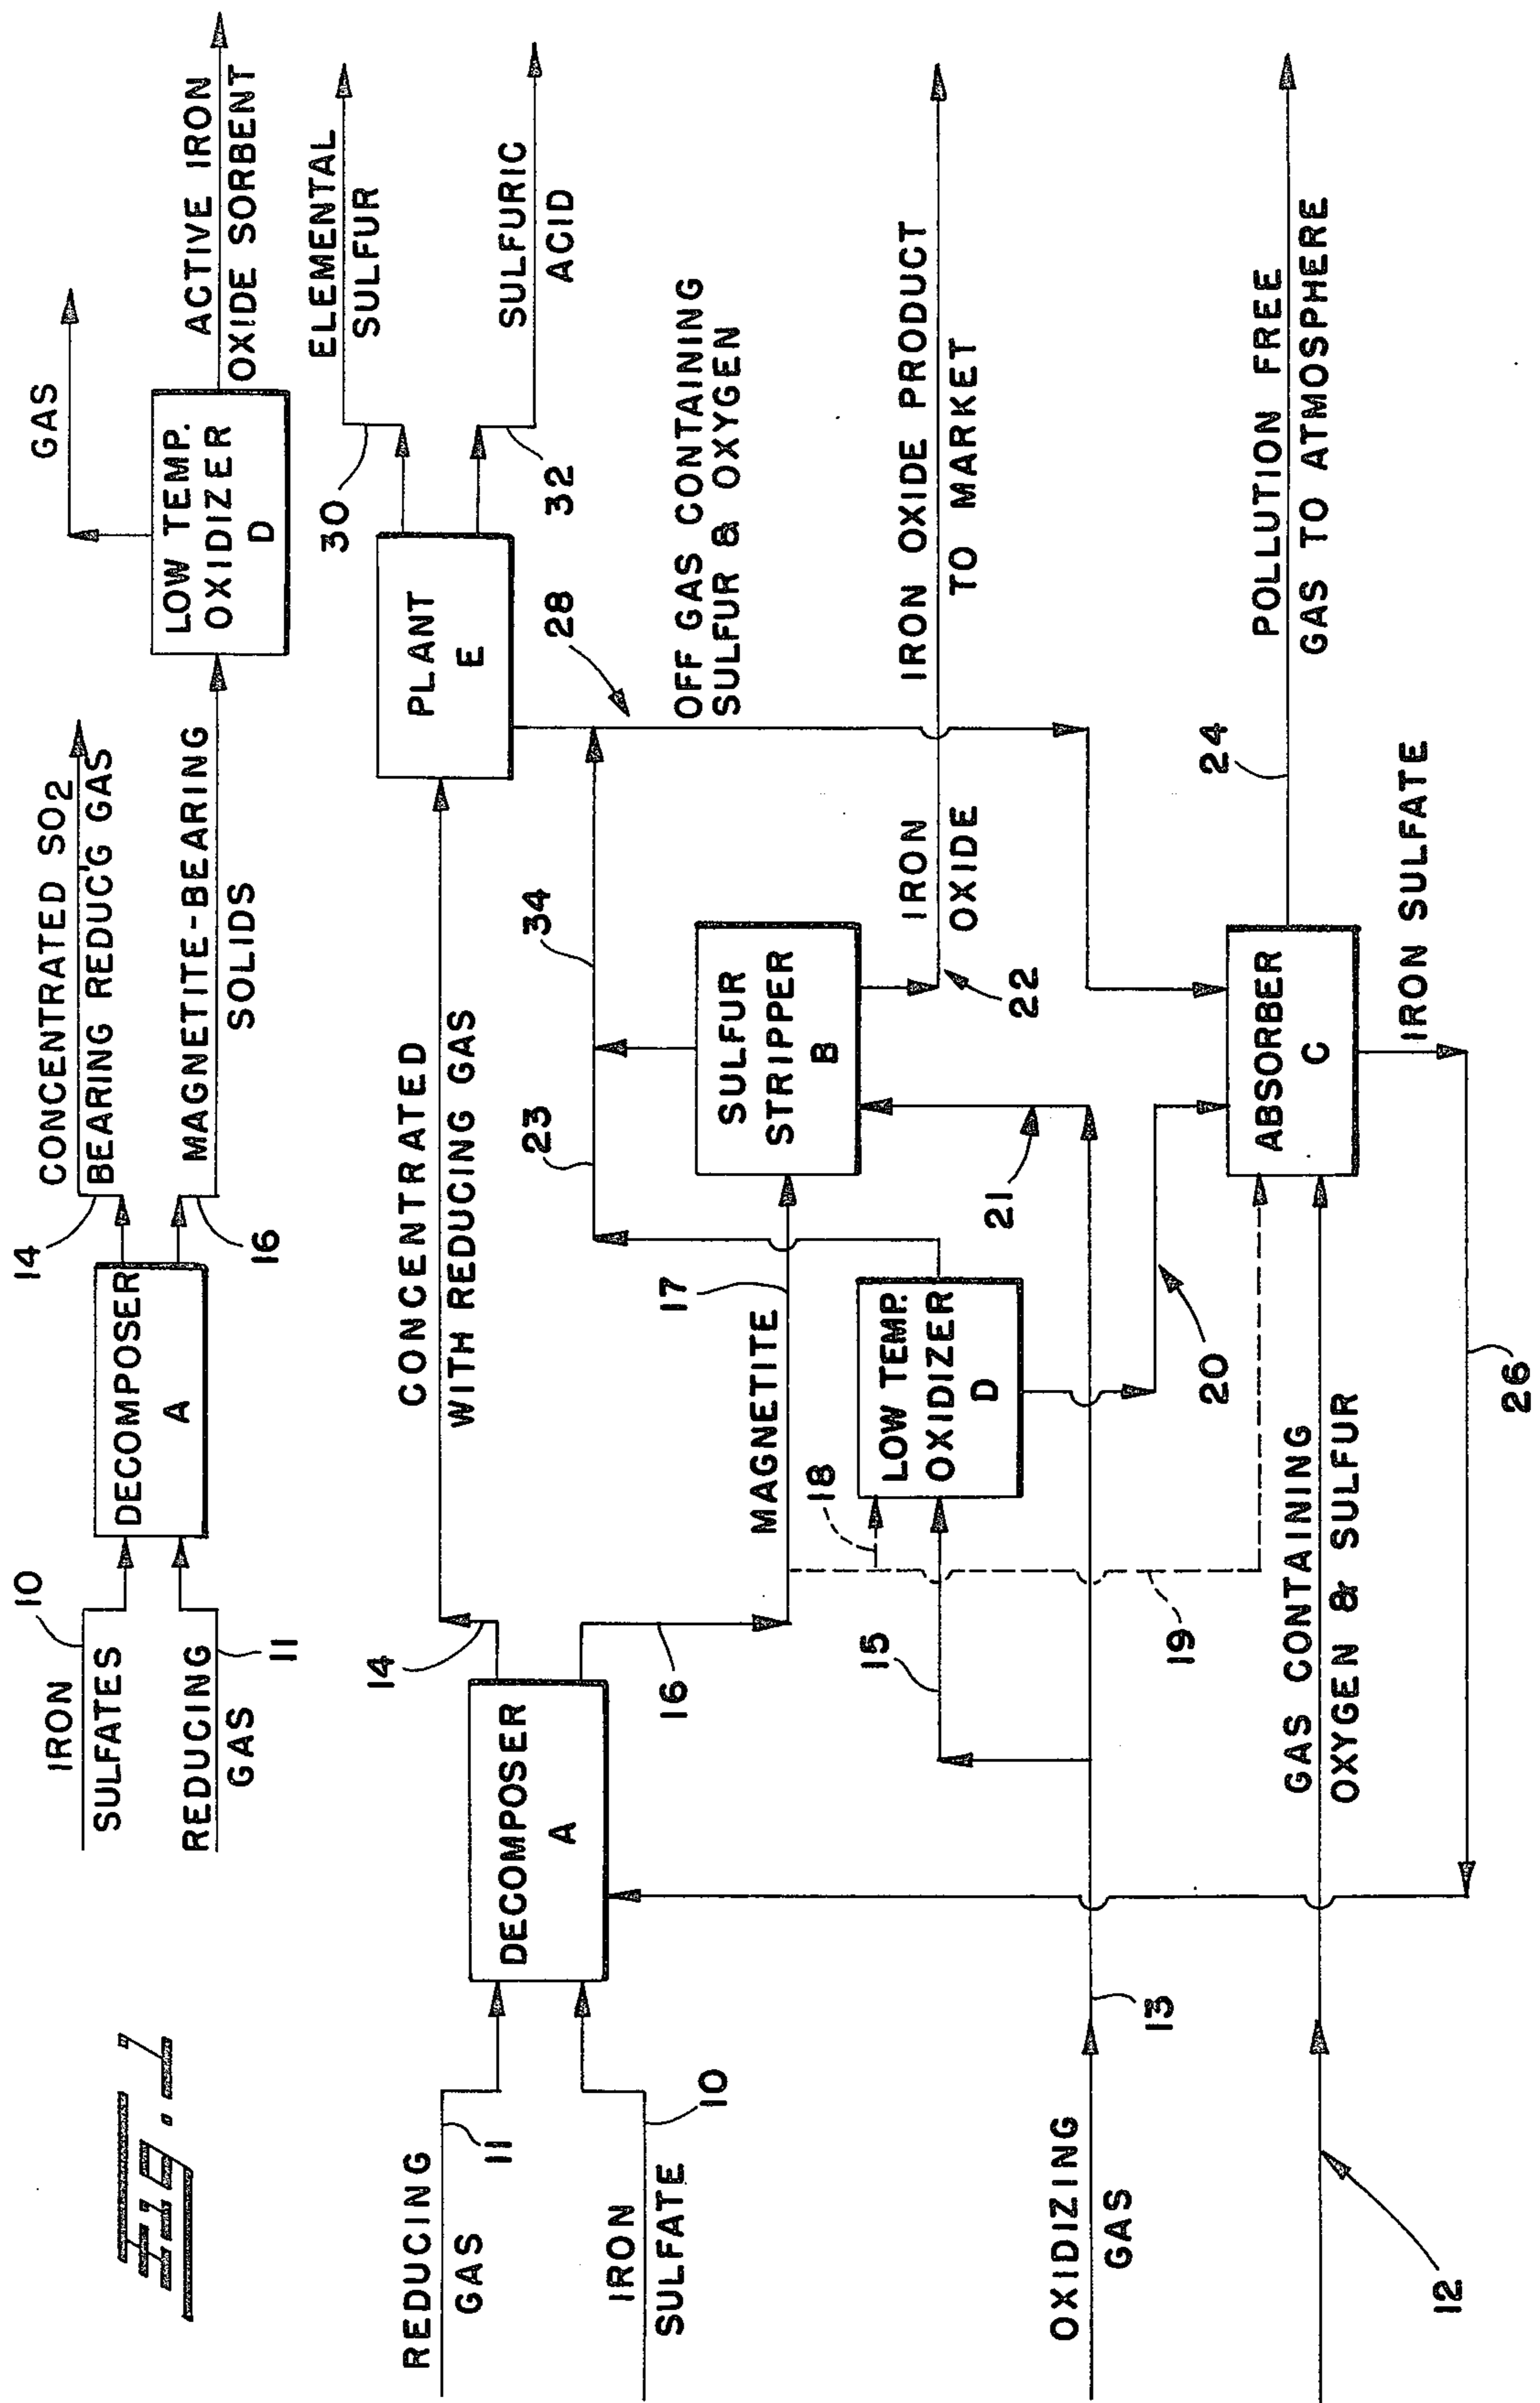 Fig. 1
10
IRON
SULFATES
REDUCING
GAS
11
DECOMPOSER
A
14
CONCENTRATED SO2
BEARING REDUC'G GAS
16
MAGNETITE-BEARING
SOLIDS
LOW TEMP.
OXIDIZER
D
GAS
ACTIVE IRON
OXIDE SORBENT
REDUCING
GAS
11
IRON
SULFATE
10
DECOMPOSER
A
14
CONCENTRATED
WITH REDUCING GAS
16
PLANT
E
30
ELEMENTAL
SULFUR
32
SULFURIC
ACID
28
OFF GAS CONTAINING
SULFUR & OXYGEN
MAGNETITE
17
23
34
SULFUR
STRIPPER
B
22
IRON
OXIDE
IRON OXIDE PRODUCT
TO MARKET
18
15
LOW TEMP.
OXIDIZER
D
19
20
21
OXIDIZING
GAS
13
12
GAS CONTAINING
OXYGEN & SULFUR
ABSORBER
C
24
POLLUTION FREE
GAS TO ATMOSPHERE
IRON SULFATE
26